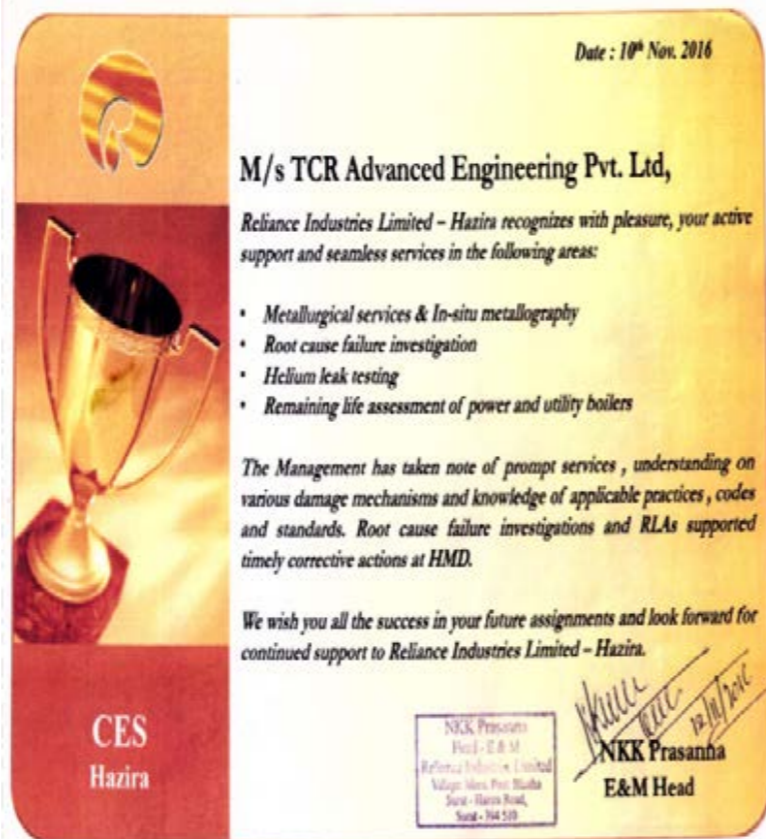 Date : 10th Nov. 2016
M/s TCR Advanced Engineering Pvt. Ltd,
Reliance Industries Limited – Hazira recognizes with pleasure, your active
support and seamless services in the following areas:
• Metallurgical services & In-situ metallography
• Root cause failure investigation
• Helium leak testing
• Remaining life assessment of power and utility boilers
The Management has taken note of prompt services , understanding on
various damage mechanisms and knowledge of applicable practices , codes
and standards. Root cause failure investigations and RLAs supported
timely corrective actions at HMD.
We wish you all the success in your future assignments and look forward for
continued support to Reliance Industries Limited – Hazira.
CES
Hazira
NKK Prasanna
Head - E & M
Reliance Industries Limited
Surat - Hazira Road,
Surat - 394 510
12/11/2016
NKK Prasanna
E&M Head